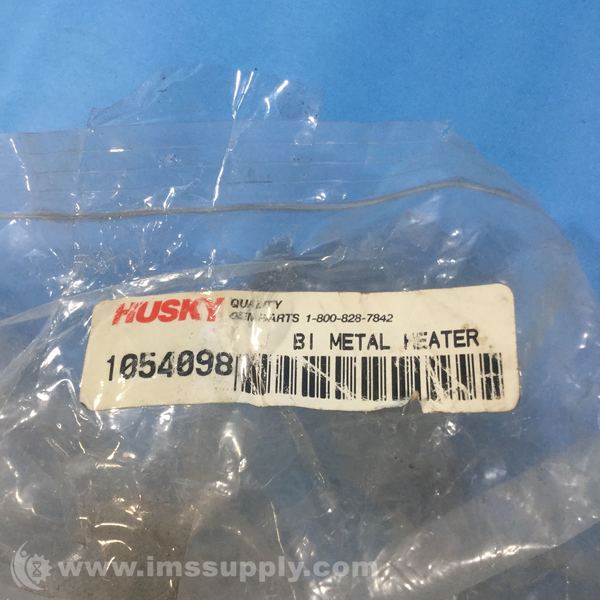 HUSKY
QUALITY
OEM PARTS 1-800-828-7842
BI METAL HEATER
1054098
www.imssupply.com